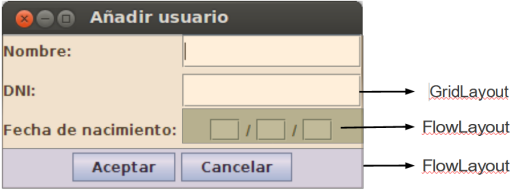 Añadir usuario
Nombre:
DNI:
GridLayout
Fecha de nacimiento: / /
FlowLayout
Aceptar Cancelar
FlowLayout